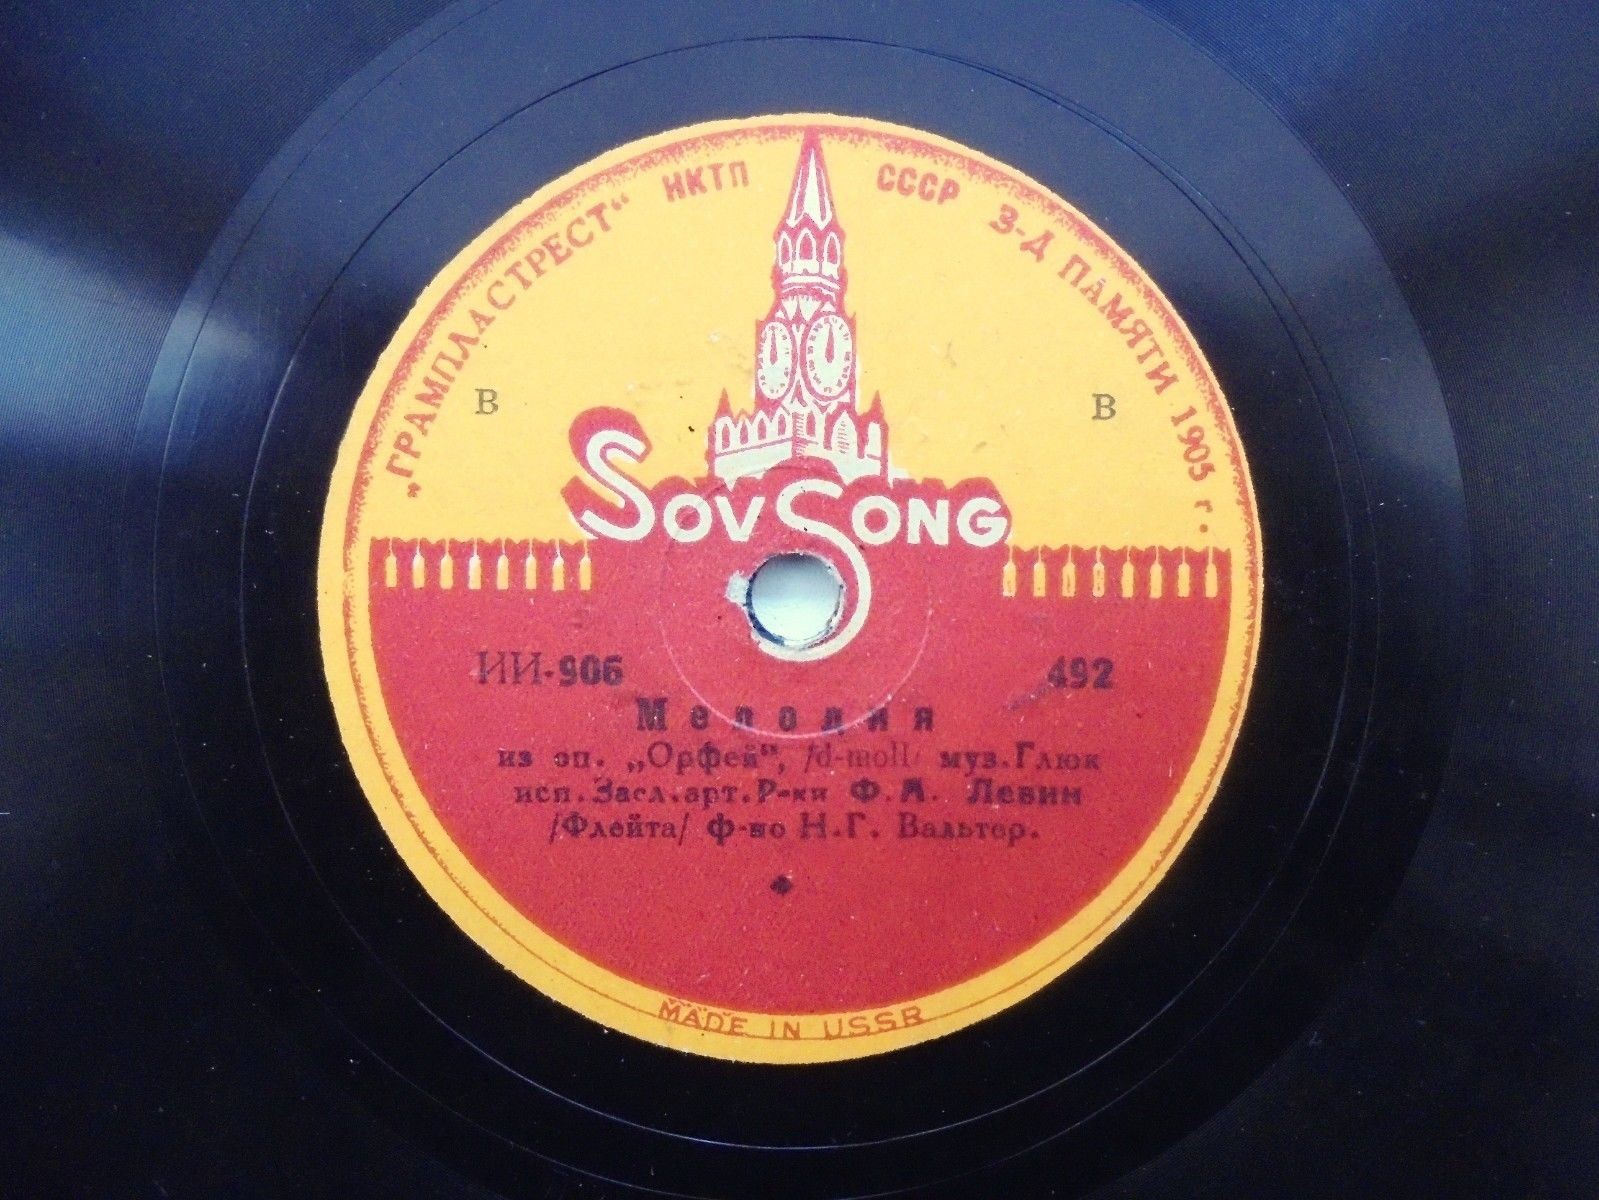 „ГРАМПЛАСТРЕСТ“ НКТП СССР З-Д ПАМЯТИ 1905 г.
В В
SOVSONG
ИИ-906 492
Мелодия
из оп. „Орфей“, /d-moll/ муз.Глюк
исп.Засл.арт.Р-ки Ф.А. Левин
/Флейта/ ф-но Н.Г. Вальтер.
MADE IN USSR